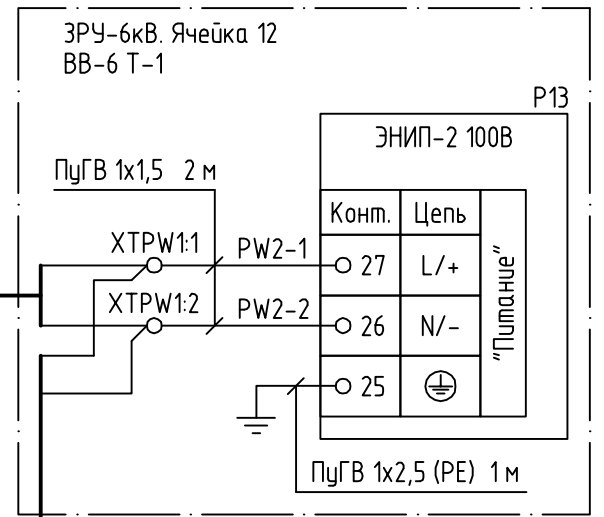 ЗРУ-6кВ. Ячейка 12
ВВ-6 Т-1
P13
ЭНИП-2 100В
ПуГВ 1х1,5 2 м
Конт. Цепь
XTPW1:1 PW2-1 27 L/+
XTPW1:2 PW2-2 26 N/-
25
"Питание"
ПуГВ 1х2,5 (PE) 1 м